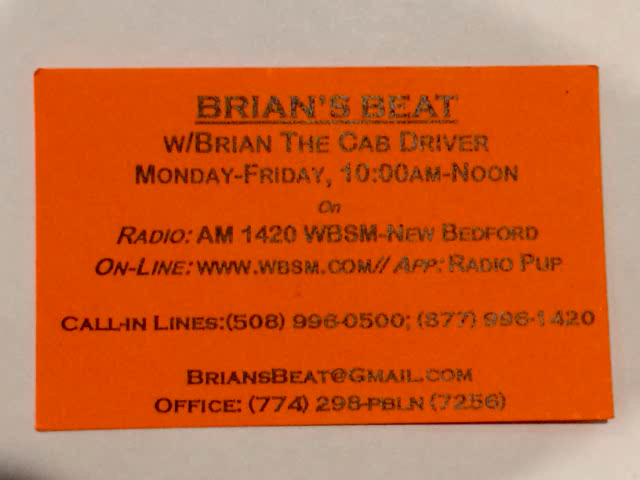 BRIAN'S BEAT
W/BRIAN THE CAB DRIVER
MONDAY-FRIDAY, 10:00AM-NOON
On
RADIO: AM 1420 WBSM-NEW BEDFORD
ON-LINE: WWW.WBSM.COM// APP: RADIO PUP
CALL-IN LINES:(508) 996-0500; (877) 996-1420
BRIANSBEAT@GMAIL.COM
OFFICE: (774) 298-PBLN (7256)